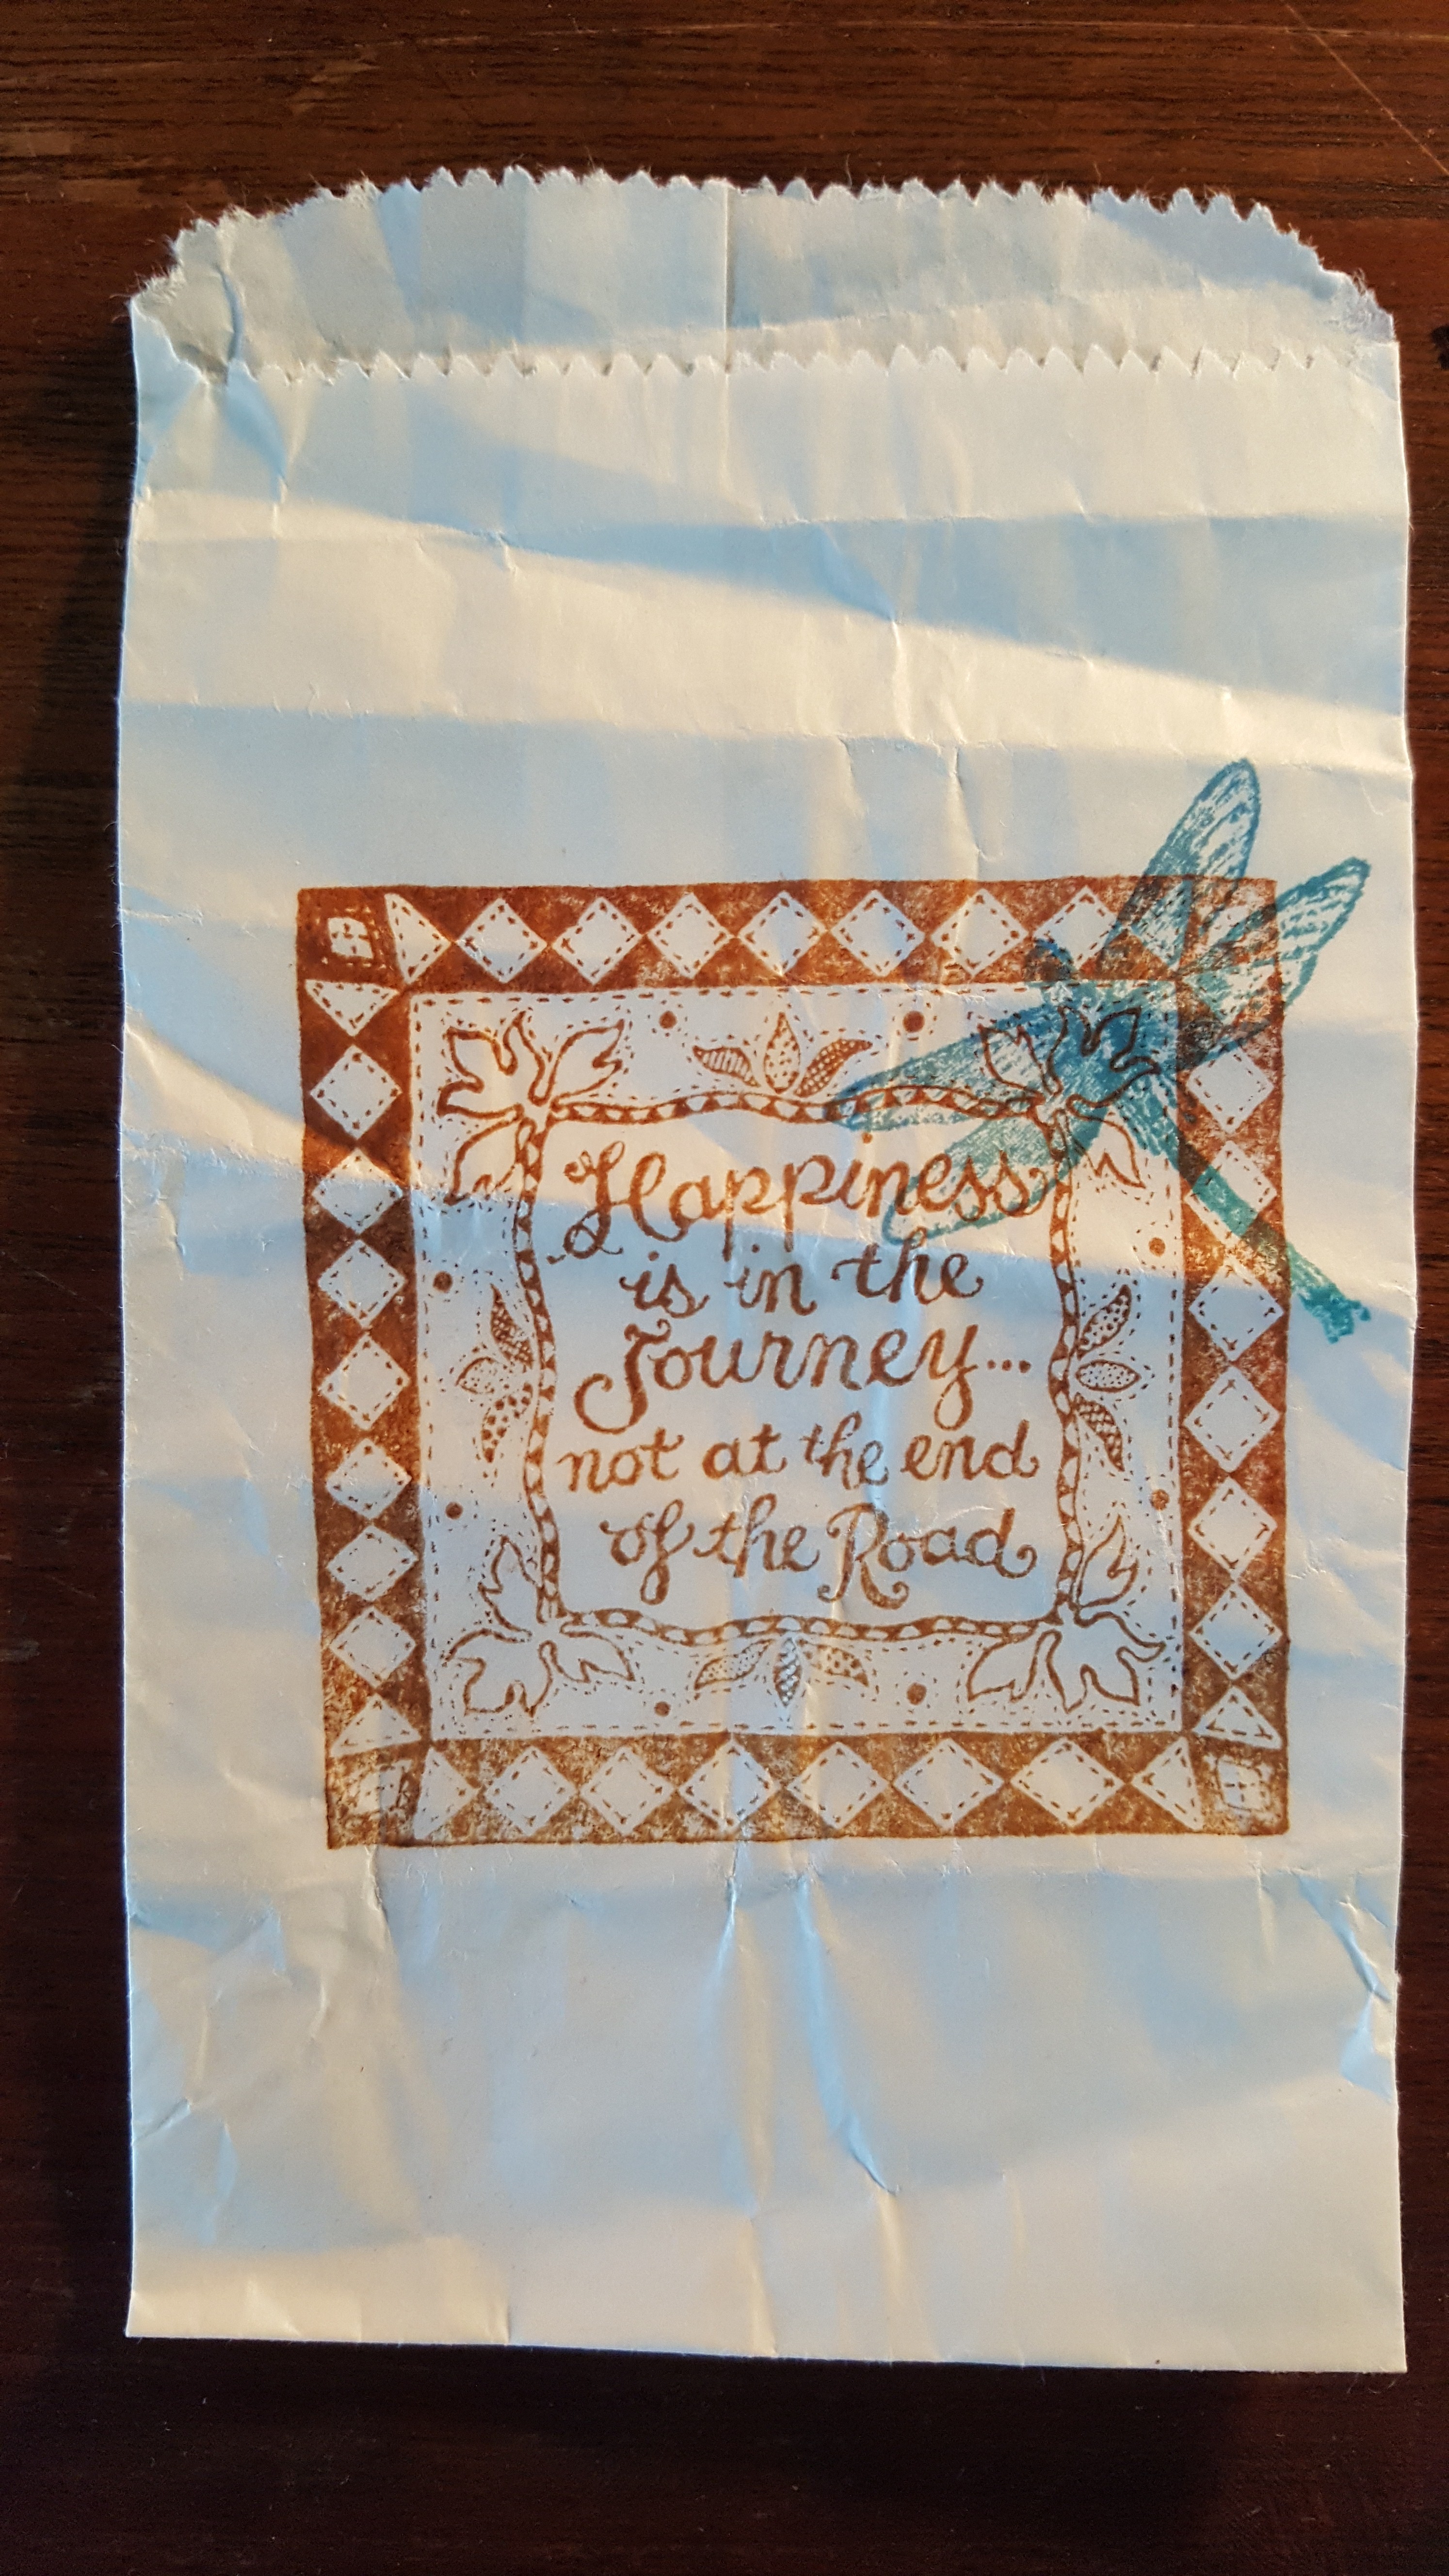 Happiness
is in the
Journey...
not at the end
of the Road